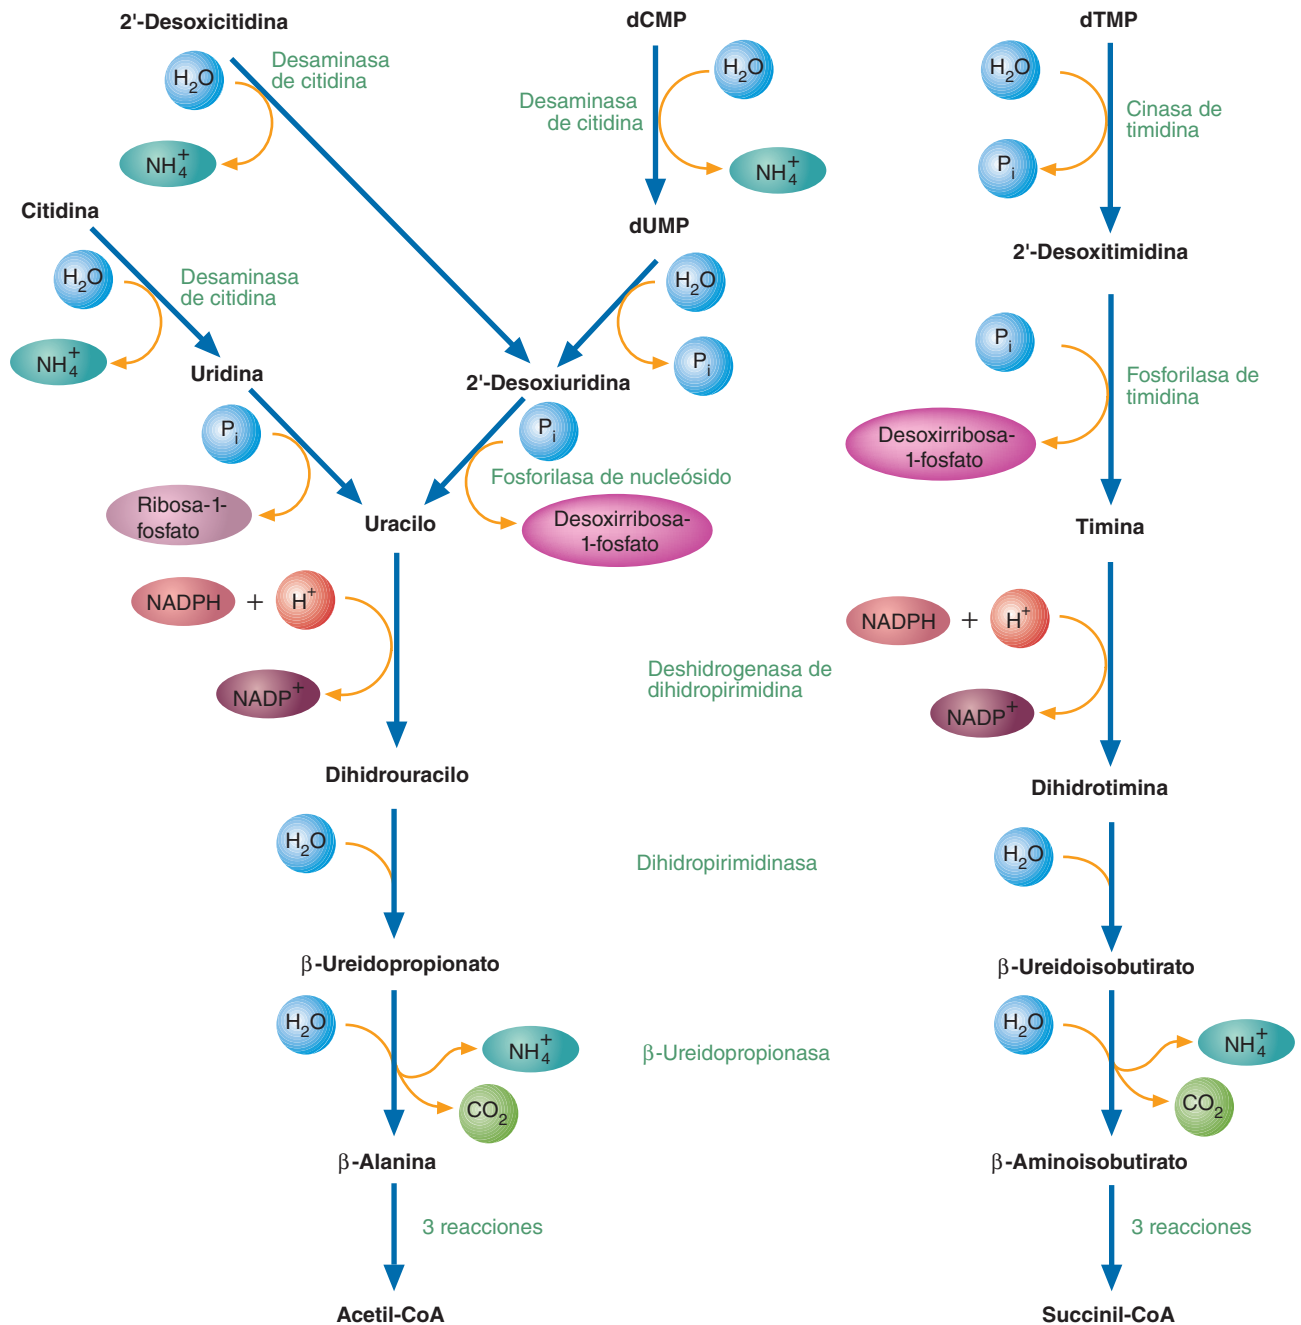 2'-Desoxicitidina
H2O
Desaminasa
de citidina
NH4+
Citidina
H2O
Desaminasa
de citidina
NH4+
Uridina
Pi
Ribosa-1-
fosfato
dCMP
H2O
Desaminasa
de citidina
NH4+
dUMP
H2O
Pi
2'-Desoxiuridina
Pi
Fosforilasa de nucleósido
Desoxirribosa-
1-fosfato
Uracilo
NADPH + H+
NADP+
Dihidrouracilo
H2O
β-Ureidopropionato
H2O
NH4+
CO2
β-Alanina
3 reacciones
Acetil-CoA
Deshidrogenasa de
dihidropirimidina
Dihidropirimidinasa
β-Ureidopropionasa
dTMP
H2O
Cinasa de
timidina
Pi
2'-Desoxitimidina
Pi
Fosforilasa de
timidina
Desoxirribosa-
1-fosfato
Timina
NADPH + H+
NADP+
Dihidrotimina
H2O
β-Ureidoisobutirato
H2O
NH4+
CO2
β-Aminoisobutirato
3 reacciones
Succinil-CoA